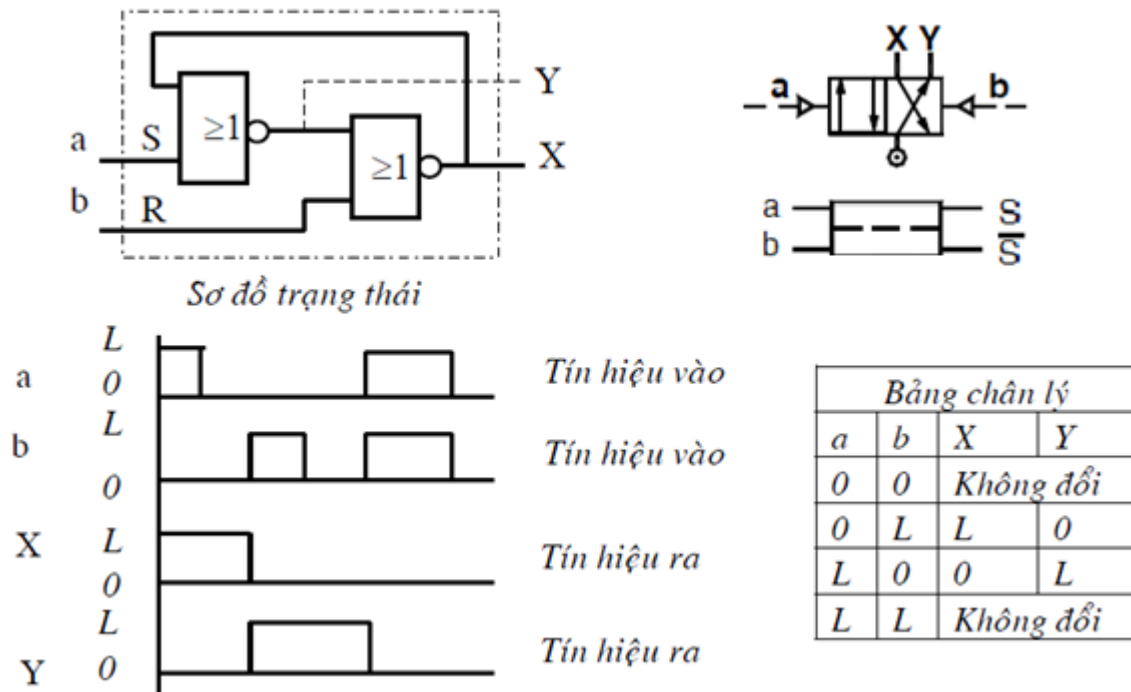 Y
a S ≥1
≥1 X
b R
X Y
a b
a S
b S̅
Sơ đồ trạng thái
L
a 0 Tín hiệu vào
L
b 0 Tín hiệu vào
X L
0 Tín hiệu ra
L
Y 0 Tín hiệu ra
Bảng chân lý
a b X Y
0 0 Không đổi
0 L L 0
L 0 0 L
L L Không đổi